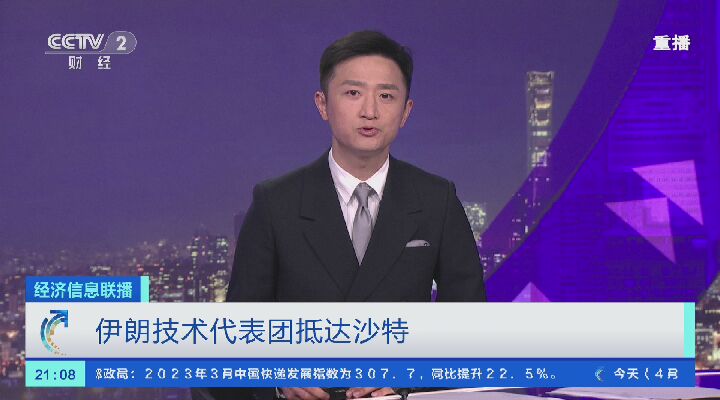 CCTV 2
财经
重播
经济信息联播
伊朗技术代表团抵达沙特
21:08
政局：2023年3月中国快递发展指数为307.7，同比提升22.5%。 今天（4月